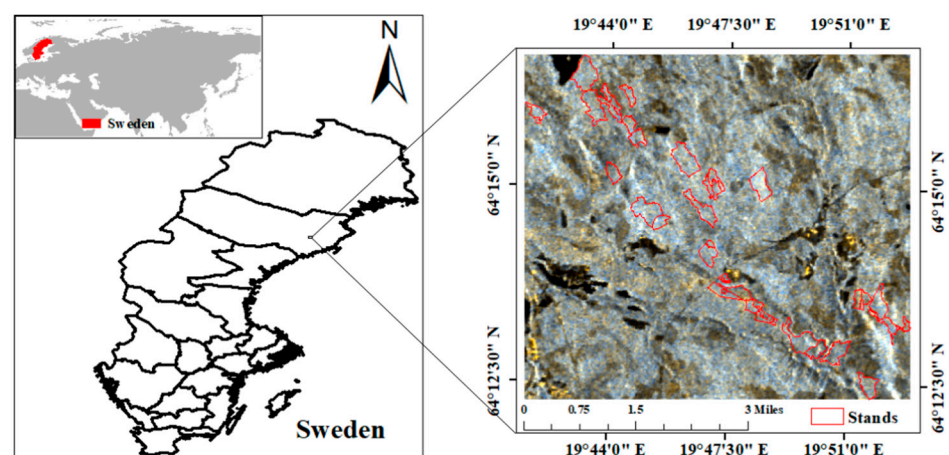 Sweden
N
Sweden
19°44'0" E 19°47'30" E 19°51'0" E
64°15'0" N
64°12'30" N
64°15'0" N
64°12'30" N
0 0.75 1.5 3 Miles
Stands
19°44'0" E 19°47'30" E 19°51'0" E